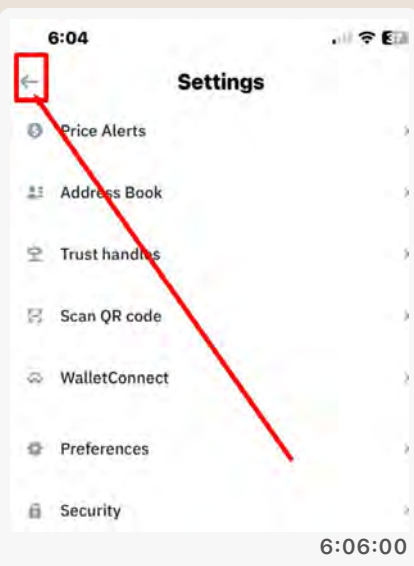 6:04
Settings
Price Alerts
Address Book
Trust handles
Scan QR code
WalletConnect
Preferences
Security
6:06:00